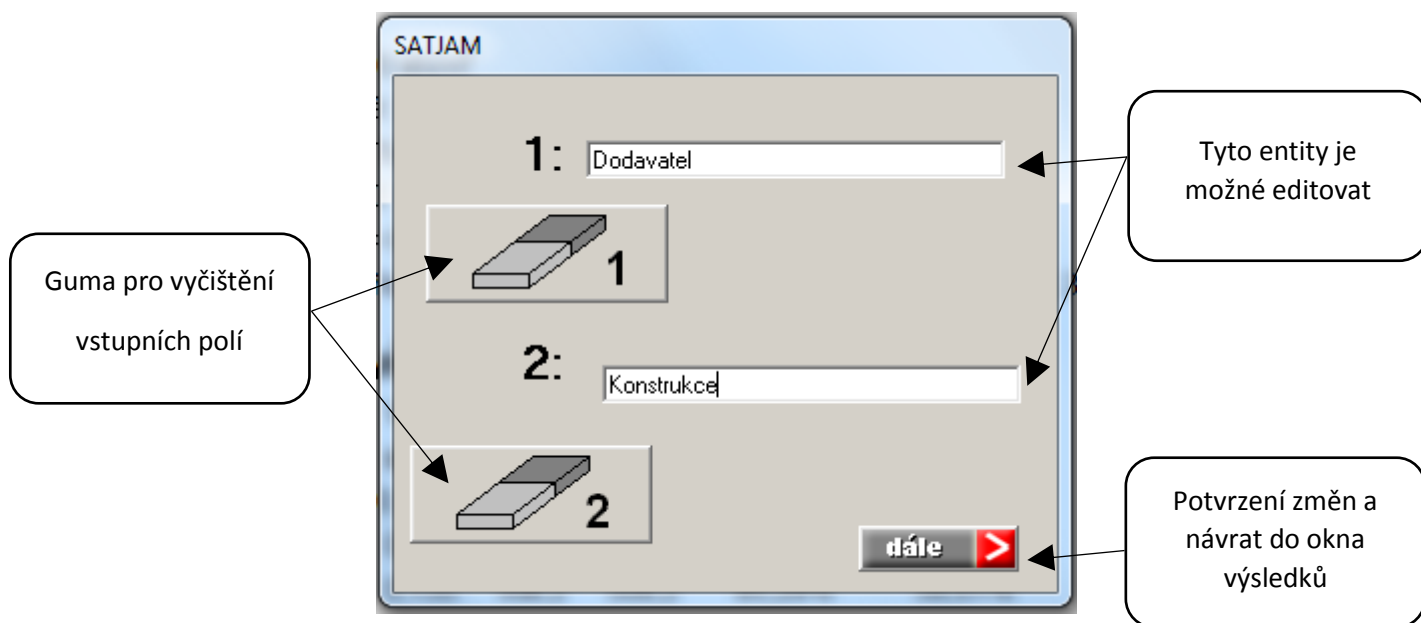 SATJAM
1: Dodavatel
Tyto entity je
možné editovat
1
Guma pro vyčištění
vstupních polí
2: Konstrukce
2
dále >
Potvrzení změn a
návrat do okna
výsledků